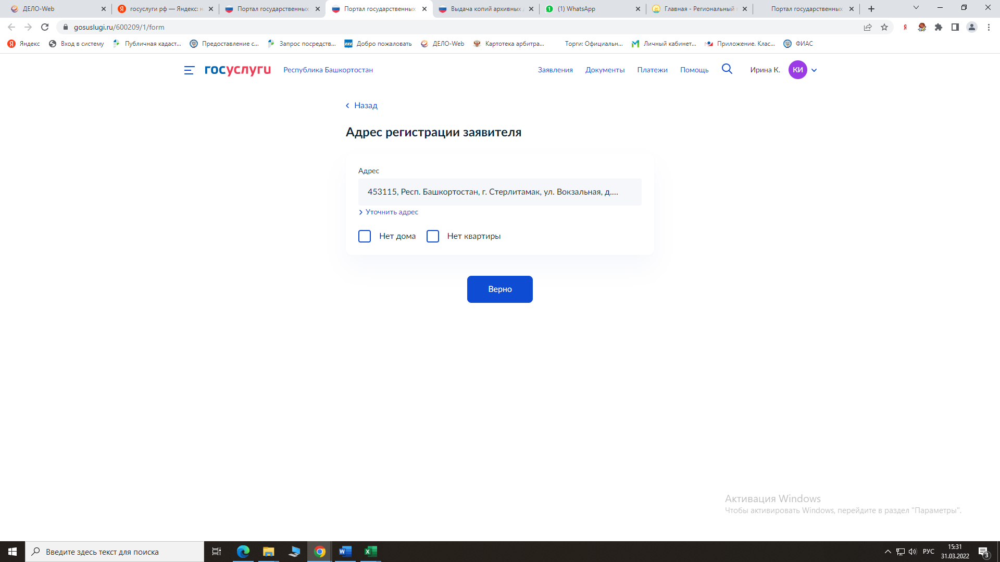 ДЕЛО-Web
госуслуги рф — Яндекс: н
Портал государственных
Портал государственных
Выдача копий архивных
(1) WhatsApp
Главная - Региональный
Портал государственных
gosuslugi.ru/600209/1/form
Яндекс
Вход в систему
Публичная кадаст...
Предоставление с...
Запрос посредств...
Добро пожаловать
ДЕЛО-Web
Картотека арбитра...
Торги: Официальн...
Личный кабинет...
Приложение. Клас...
ФИАС
госуслуги
Республика Башкортостан
Заявления
Документы
Платежи
Помощь
Ирина К.
КИ
Назад
Адрес регистрации заявителя
Адрес
453115, Респ. Башкортостан, г. Стерлитамак, ул. Вокзальная, д....
Уточнить адрес
Нет дома
Нет квартиры
Верно
Активация Windows
Чтобы активировать Windows, перейдите в раздел "Параметры".
Введите здесь текст для поиска
РУС
15:31
31.03.2022
3